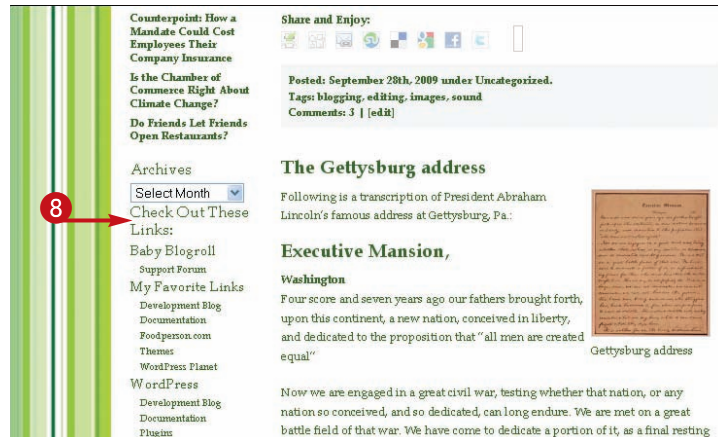 Counterpoint: How a
Mandate Could Cost
Employees Their
Company Insurance
Is the Chamber of
Commerce Right About
Climate Change?
Do Friends Let Friends
Open Restaurants?
Archives
Select Month
8
Check Out These
Links:
Baby Blogroll
Support Forum
My Favorite Links
Development Blog
Documentation
Foodperson.com
Themes
WordPress Planet
WordPress
Development Blog
Documentation
Plugins
Share and Enjoy:
Posted: September 28th, 2009 under Uncategorized.
Tags: blogging, editing, images, sound
Comments: 3 | [edit]
The Gettysburg address
Following is a transcription of President Abraham
Lincoln's famous address at Gettysburg, Pa.:
Executive Mansion,
Washington
Four score and seven years ago our fathers brought forth,
upon this continent, a new nation, conceived in liberty,
and dedicated to the proposition that "all men are created
equal"
Gettysburg address
Now we are engaged in a great civil war, testing whether that nation, or any
nation so conceived, and so dedicated, can long endure. We are met on a great
battle field of that war. We have come to dedicate a portion of it, as a final resting